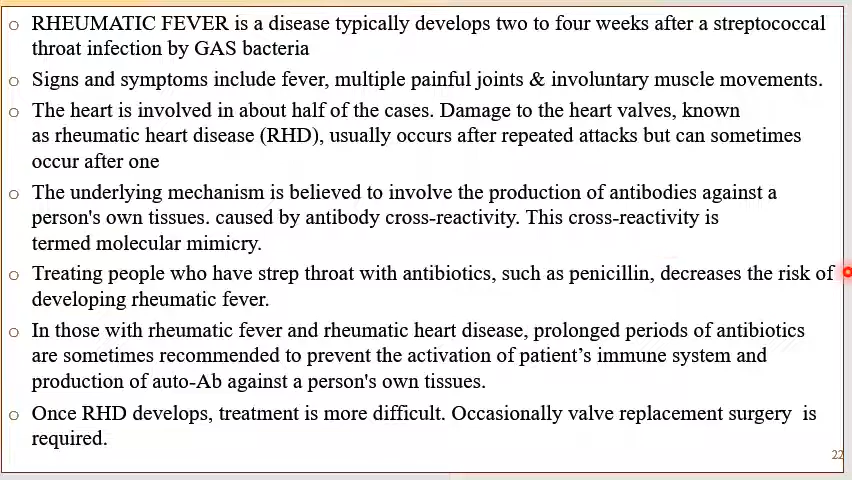 ○ RHEUMATIC FEVER is a disease typically develops two to four weeks after a streptococcal
throat infection by GAS bacteria
○ Signs and symptoms include fever, multiple painful joints & involuntary muscle movements.
○ The heart is involved in about half of the cases. Damage to the heart valves, known
as rheumatic heart disease (RHD), usually occurs after repeated attacks but can sometimes
occur after one
○ The underlying mechanism is believed to involve the production of antibodies against a
person's own tissues. caused by antibody cross-reactivity. This cross-reactivity is
termed molecular mimicry.
○ Treating people who have strep throat with antibiotics, such as penicillin, decreases the risk of
developing rheumatic fever.
○ In those with rheumatic fever and rheumatic heart disease, prolonged periods of antibiotics
are sometimes recommended to prevent the activation of patient’s immune system and
production of auto-Ab against a person's own tissues.
○ Once RHD develops, treatment is more difficult. Occasionally valve replacement surgery is
required.
22